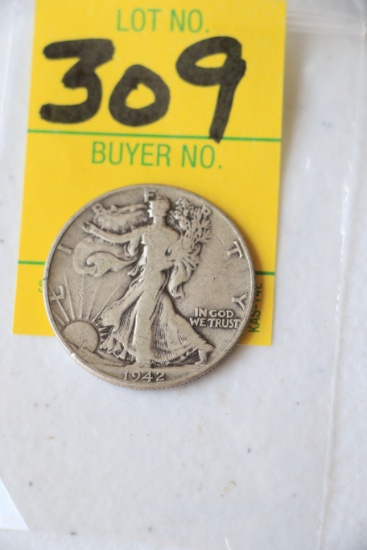 LOT NO.
309
BUYER NO.
LIBERTY
IN GOD
WE TRUST
1942